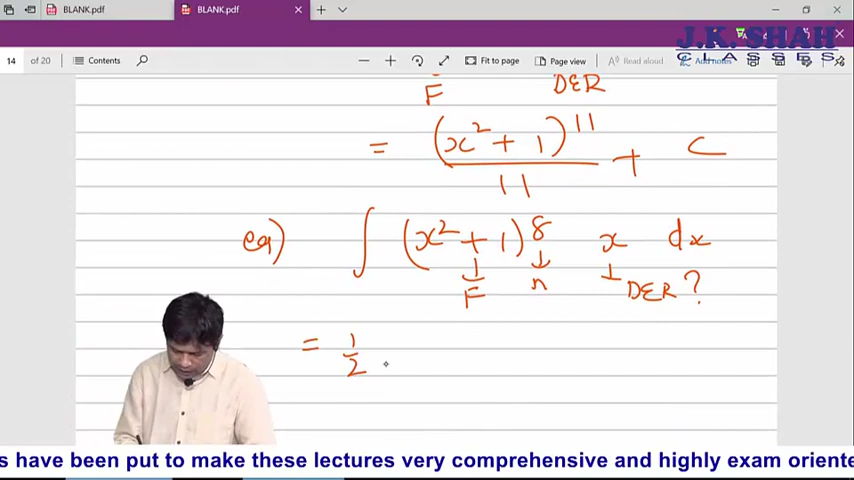 BLANK.pdf
BLANK.pdf
J.K. SHAH
CLASSES
14 of 20 Contents Fit to page Page view Read aloud Add notes
F DER
= (x² + 1)¹¹ / 11 + C
eg) ∫ (x² + 1)⁸ x dx
↓ F ↓ n ↓ DER ?
= 1/2
s have been put to make these lectures very comprehensive and highly exam oriente